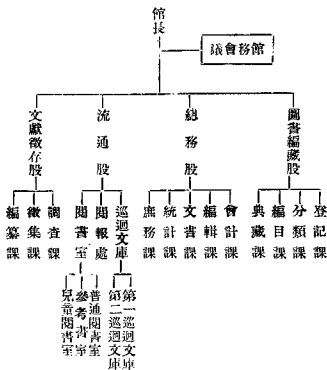 館長
議會務館
圖書編藏股
總務股
流通股
文獻徵存股
登記課
分類課
編目課
典藏課
會計課
編輯課
文書課
統計課
庶務課
巡迴文庫
閱報處
閱書室
調查課
徵集課
編纂課
第一巡迴文庫
第二巡迴文庫
普通閱書室
參考書室
兒童閱書室